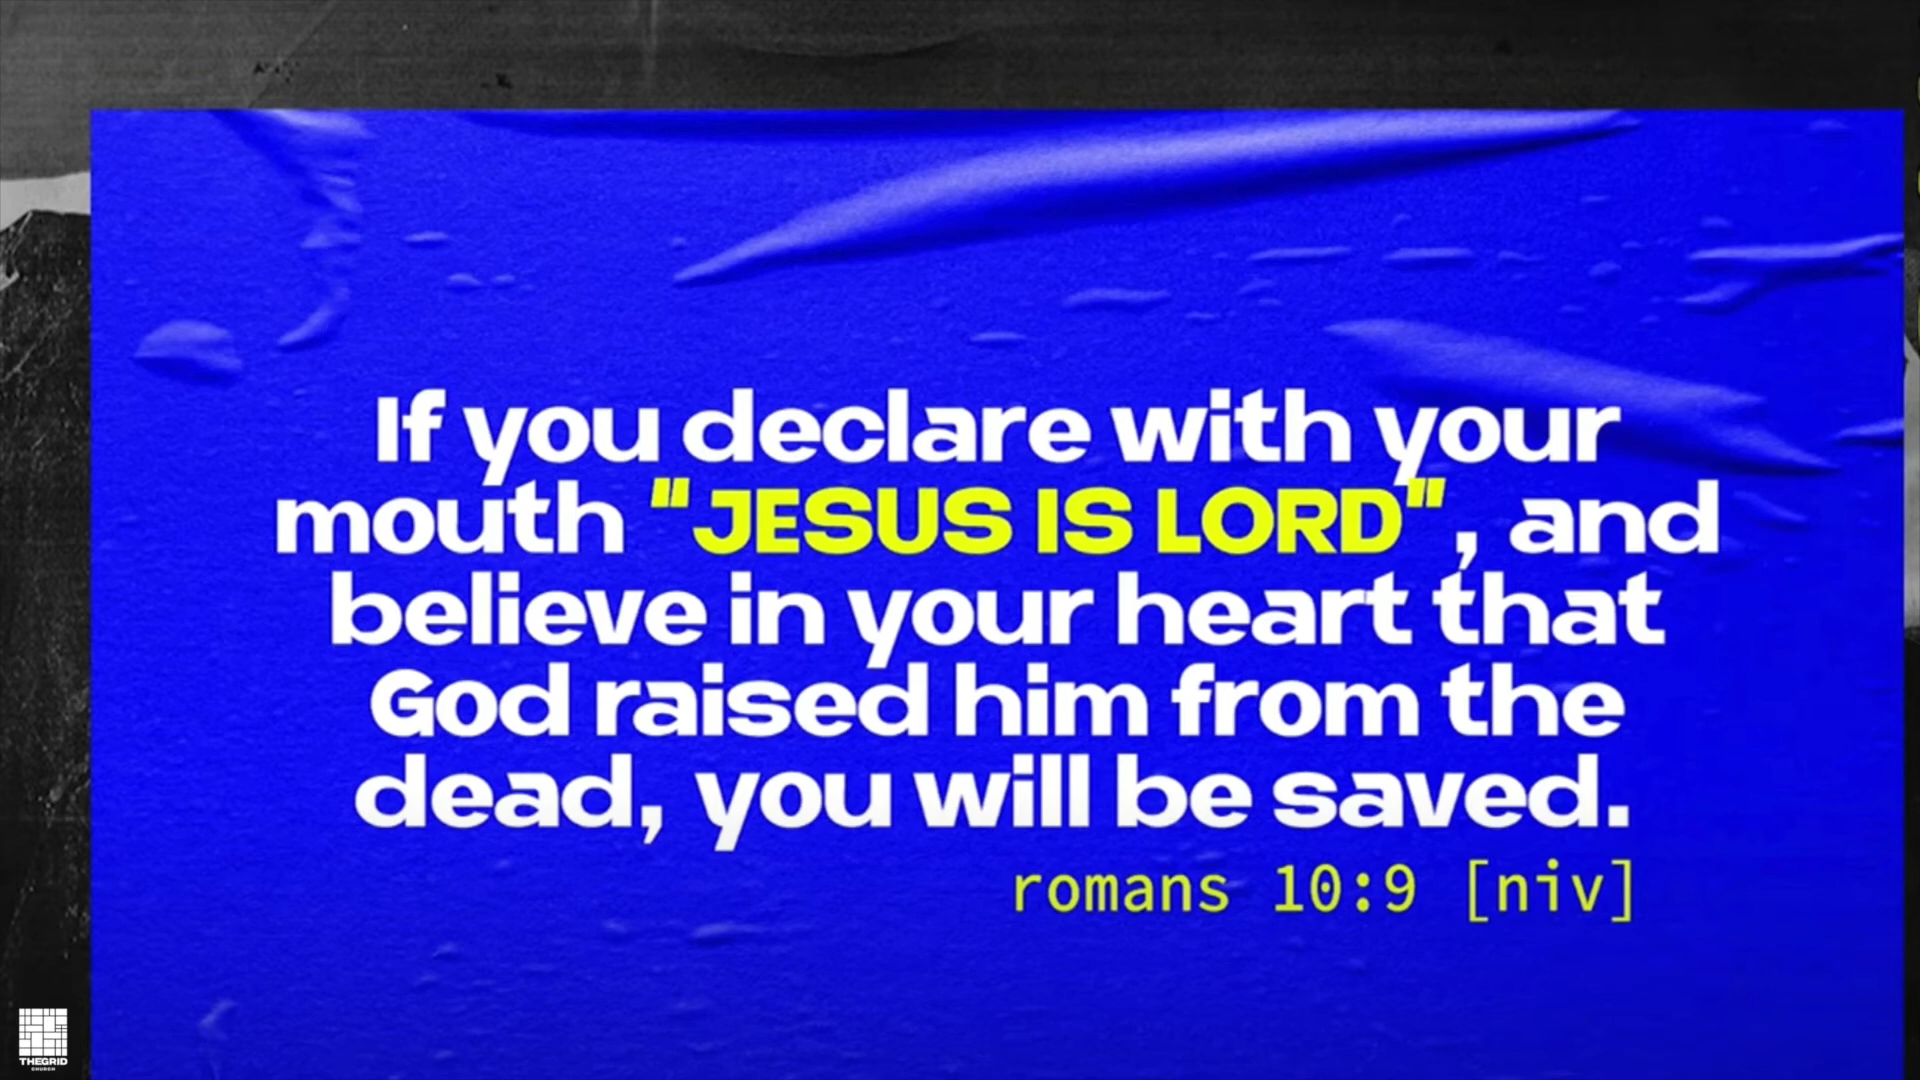 If you declare with your
mouth "JESUS IS LORD", and
believe in your heart that
God raised him from the
dead, you will be saved.
romans 10:9 [niv]
THEGRID
CHURCH